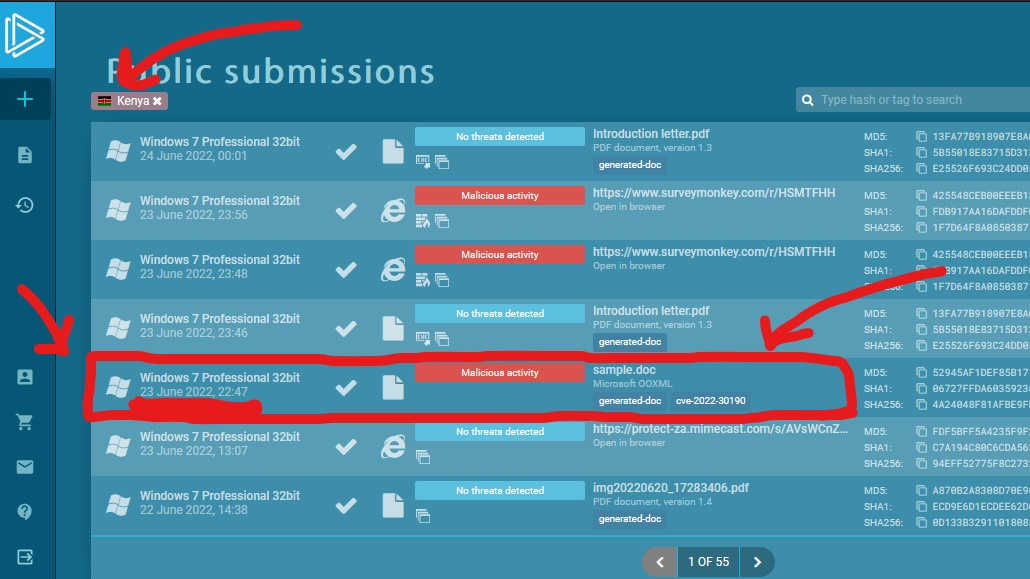 Public submissions
Kenya
Type hash or tag to search
Windows 7 Professional 32bit
24 June 2022, 00:01
No threats detected
Introduction letter.pdf
PDF document, version 1.3
generated-doc
MD5: 13FA77B918907E8A
SHA1: 5B55018E83715D31
SHA256: E25526F693C24DD0
Windows 7 Professional 32bit
23 June 2022, 23:56
Malicious activity
https://www.surveymonkey.com/r/HSMTFHH
Open in browser
MD5: 425548CEB00EEEB1
SHA1: FDB917AA16DAFDDF
SHA256: 1F7D64F8A0850387
Windows 7 Professional 32bit
23 June 2022, 23:48
Malicious activity
https://www.surveymonkey.com/r/HSMTFHH
Open in browser
MD5: 425548CEB00EEEB1
SHA1: 917AA16DAFDDF
1F7D64F8A0850387
Windows 7 Professional 32bit
23 June 2022, 23:46
No threats detected
Introduction letter.pdf
PDF document, version 1.3
generated-doc
MD5: 13FA77B918907E8A
SHA1: 5B55018E83715D31
SHA256: E25526F693C24DD0
Windows 7 Professional 32bit
23 June 2022, 22:47
Malicious activity
sample.doc
Microsoft OOXML
generated-doc cve-2022-30190
MD5: 52945AF1DEF85B17
SHA1: 06727FFDA6035923
SHA256: 4A24048F81AFBE9F
Windows 7 Professional 32bit
23 June 2022, 13:07
No threats detected
https://protect-za.mimecast.com/s/AVsWCnZ...
Open in browser
MD5: FDF5BFF5A4235F9F
SHA1: C7A194C80C6CDA56
SHA256: 94EFF52775F8C273
Windows 7 Professional 32bit
22 June 2022, 14:38
No threats detected
img20220620_17283406.pdf
PDF document, version 1.4
generated-doc
MD5: A870B2A8308D70E9
SHA1: ECD9E6D1ECDEE62D
SHA256: 0D133B3291101808
1 OF 55